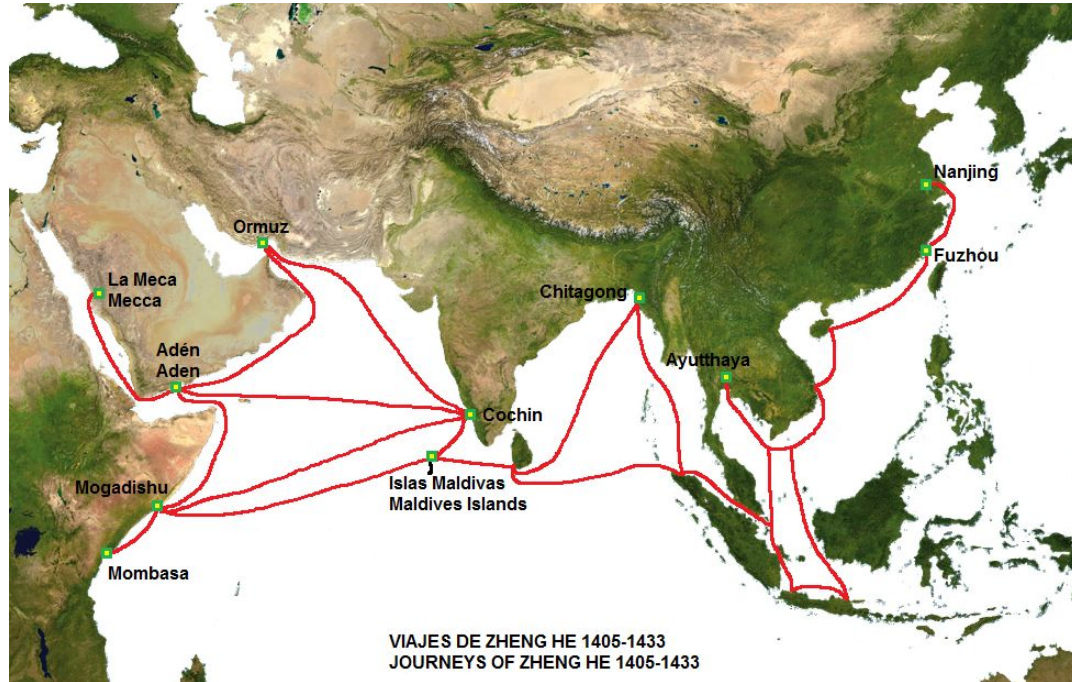 Nanjing
Ormuz
Fuzhou
La Meca
Mecca
Chitagong
Adén
Aden
Ayutthaya
Cochin
Islas Maldivas
Maldives Islands
Mogadishu
Mombasa
VIAJES DE ZHENG HE 1405-1433
JOURNEYS OF ZHENG HE 1405-1433